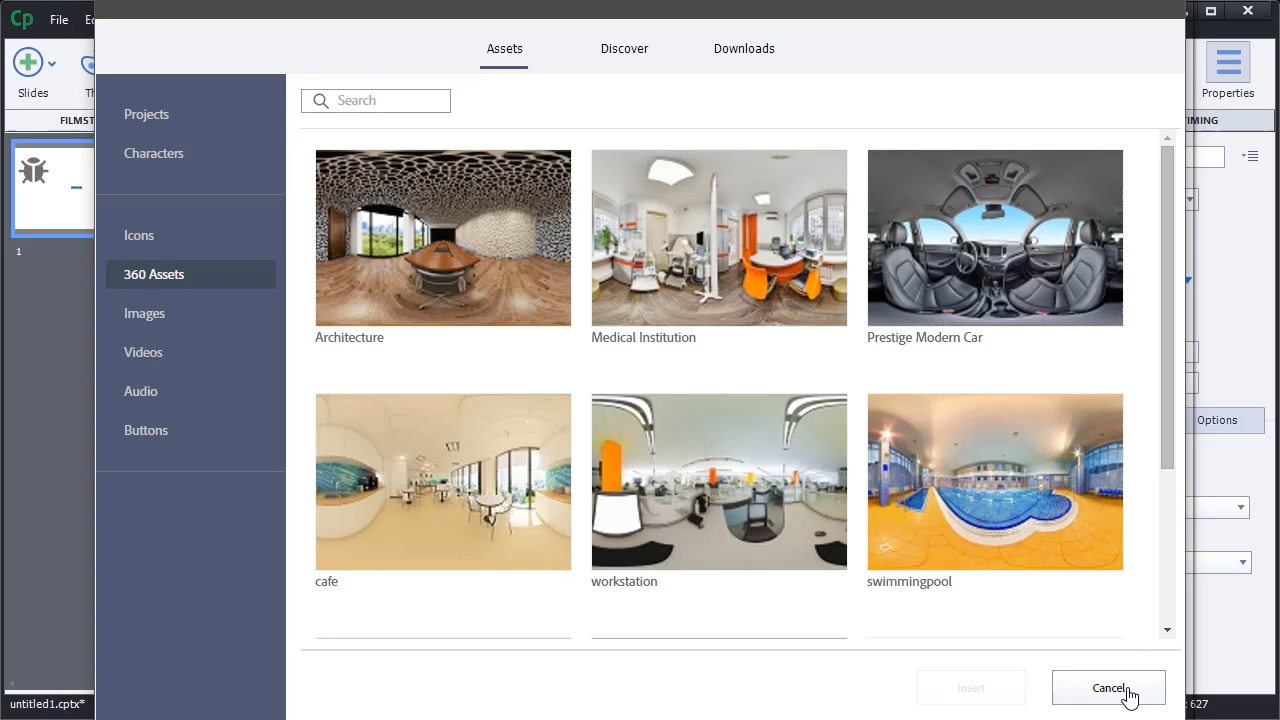 Cp File
Assets Discover Downloads
Slides
Properties
FILMST
1
Projects
Characters
Icons
360 Assets
Images
Videos
Audio
Buttons
Search
Architecture Medical Institution Prestige Modern Car
cafe workstation swimmingpool
Options
Insert Cancel
untitled1.cptx* : 627